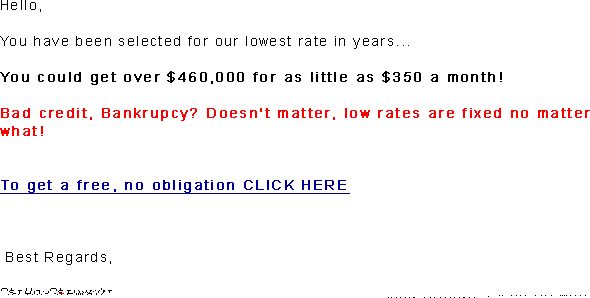 Hello,
You have been selected for our lowest rate in years...
You could get over $460,000 for as little as $350 a month!
Bad credit, Bankrupcy? Doesn't matter, low rates are fixed no matter
what!
To get a free, no obligation CLICK HERE
Best Regards,